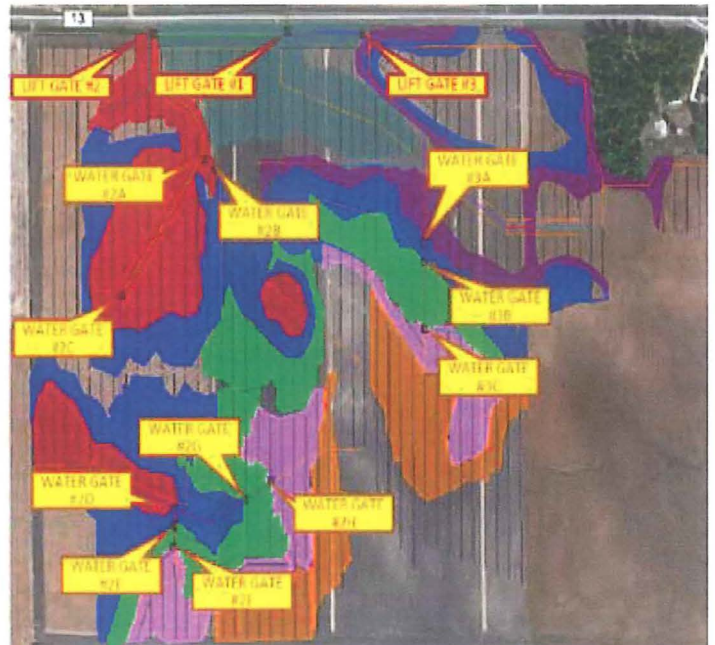 13
LIFT GATE #2
LIFT GATE #1
LIFT GATE #3
WATER GATE
#2A
WATER GATE
#2B
WATER GATE
#3A
WATER GATE
#2C
WATER GATE
#3B
WATER GATE
#3C
WATER GATE
#2G
WATER GATE
#2D
WATER GATE
#2H
WATER GATE
#2E
WATER GATE
#2F